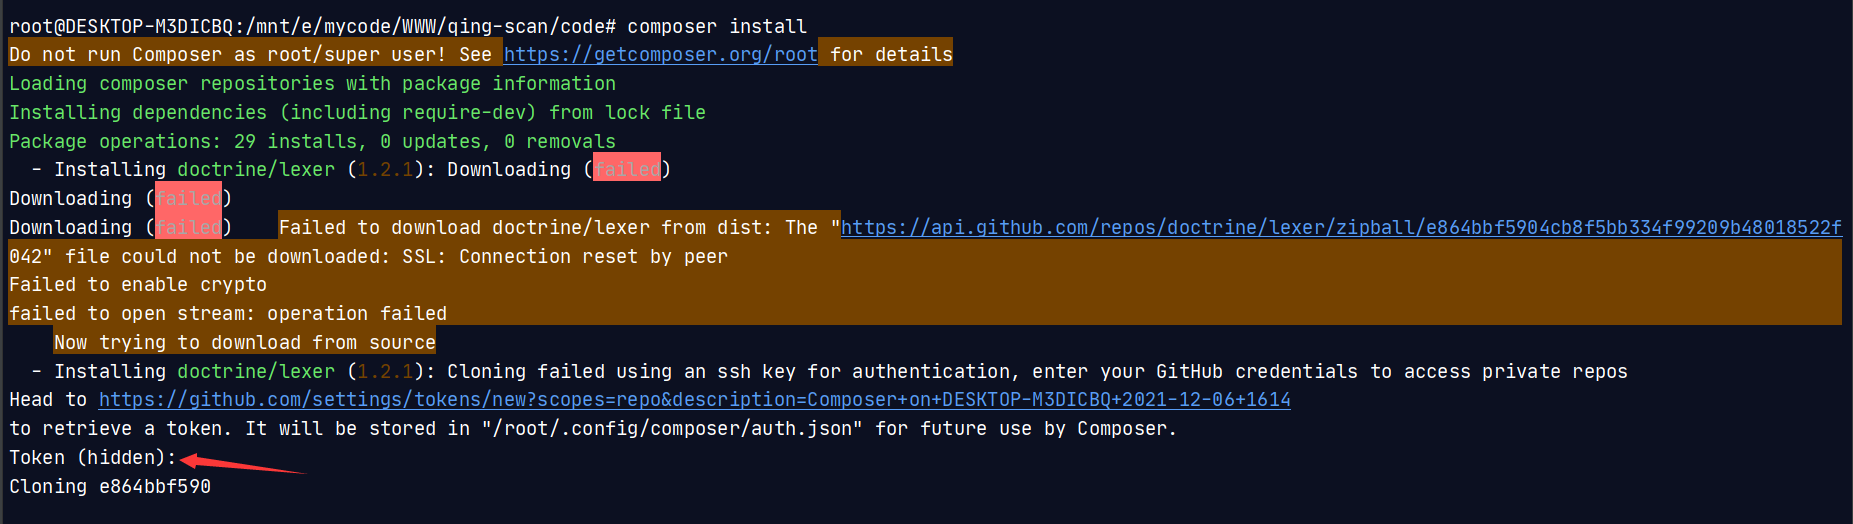 root@DESKTOP-M3DICBQ:/mnt/e/mycode/WWW/qing-scan/code# composer install
Do not run Composer as root/super user! See https://getcomposer.org/root for details
Loading composer repositories with package information
Installing dependencies (including require-dev) from lock file
Package operations: 29 installs, 0 updates, 0 removals
  - Installing doctrine/lexer (1.2.1): Downloading (failed)
Downloading (failed)
Downloading (failed)    Failed to download doctrine/lexer from dist: The "https://api.github.com/repos/doctrine/lexer/zipball/e864bbf5904cb8f5bb334f99209b48018522f
042" file could not be downloaded: SSL: Connection reset by peer
Failed to enable crypto
failed to open stream: operation failed
    Now trying to download from source
  - Installing doctrine/lexer (1.2.1): Cloning failed using an ssh key for authentication, enter your GitHub credentials to access private repos
Head to https://github.com/settings/tokens/new?scopes=repo&description=Composer+on+DESKTOP-M3DICBQ+2021-12-06+1614
to retrieve a token. It will be stored in "/root/.config/composer/auth.json" for future use by Composer.
Token (hidden):
Cloning e864bbf590